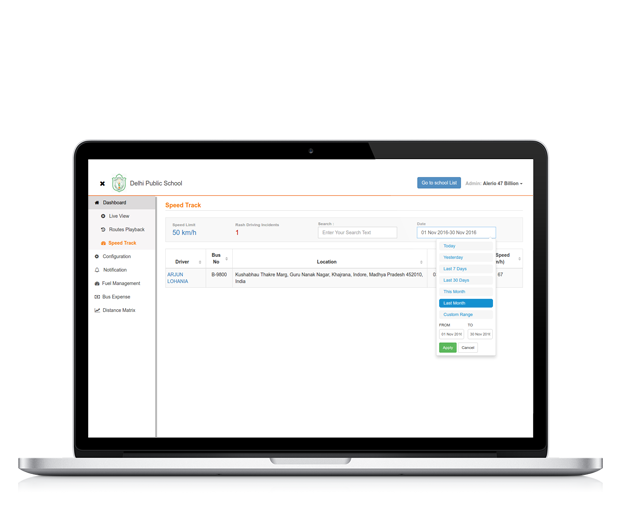 Delhi Public School
Go to school List
Admin: Alerio 47 Billion
Dashboard
Live View
Routes Playback
Speed Track
Configuration
Notification
Fuel Management
Bus Expense
Distance Matrix
Speed Track
Speed Limit
50 km/h
Rash Driving Incidents
1
Search:-
Enter Your Search Text
Date
01 Nov 2016-30 Nov 2016
Driver
Bus
No
Location
Speed
ARJUN
LOHANIA
B-9800
Kushabhau Thakre Marg, Guru Nanak Nagar, Khajrana, Indore, Madhya Pradesh 452010,
India
0
67
Today
Yesterday
Last 7 Days
Last 30 Days
This Month
Last Month
Custom Range
FROM
TO
01 Nov 2016
30 Nov 2016
Apply
Cancel